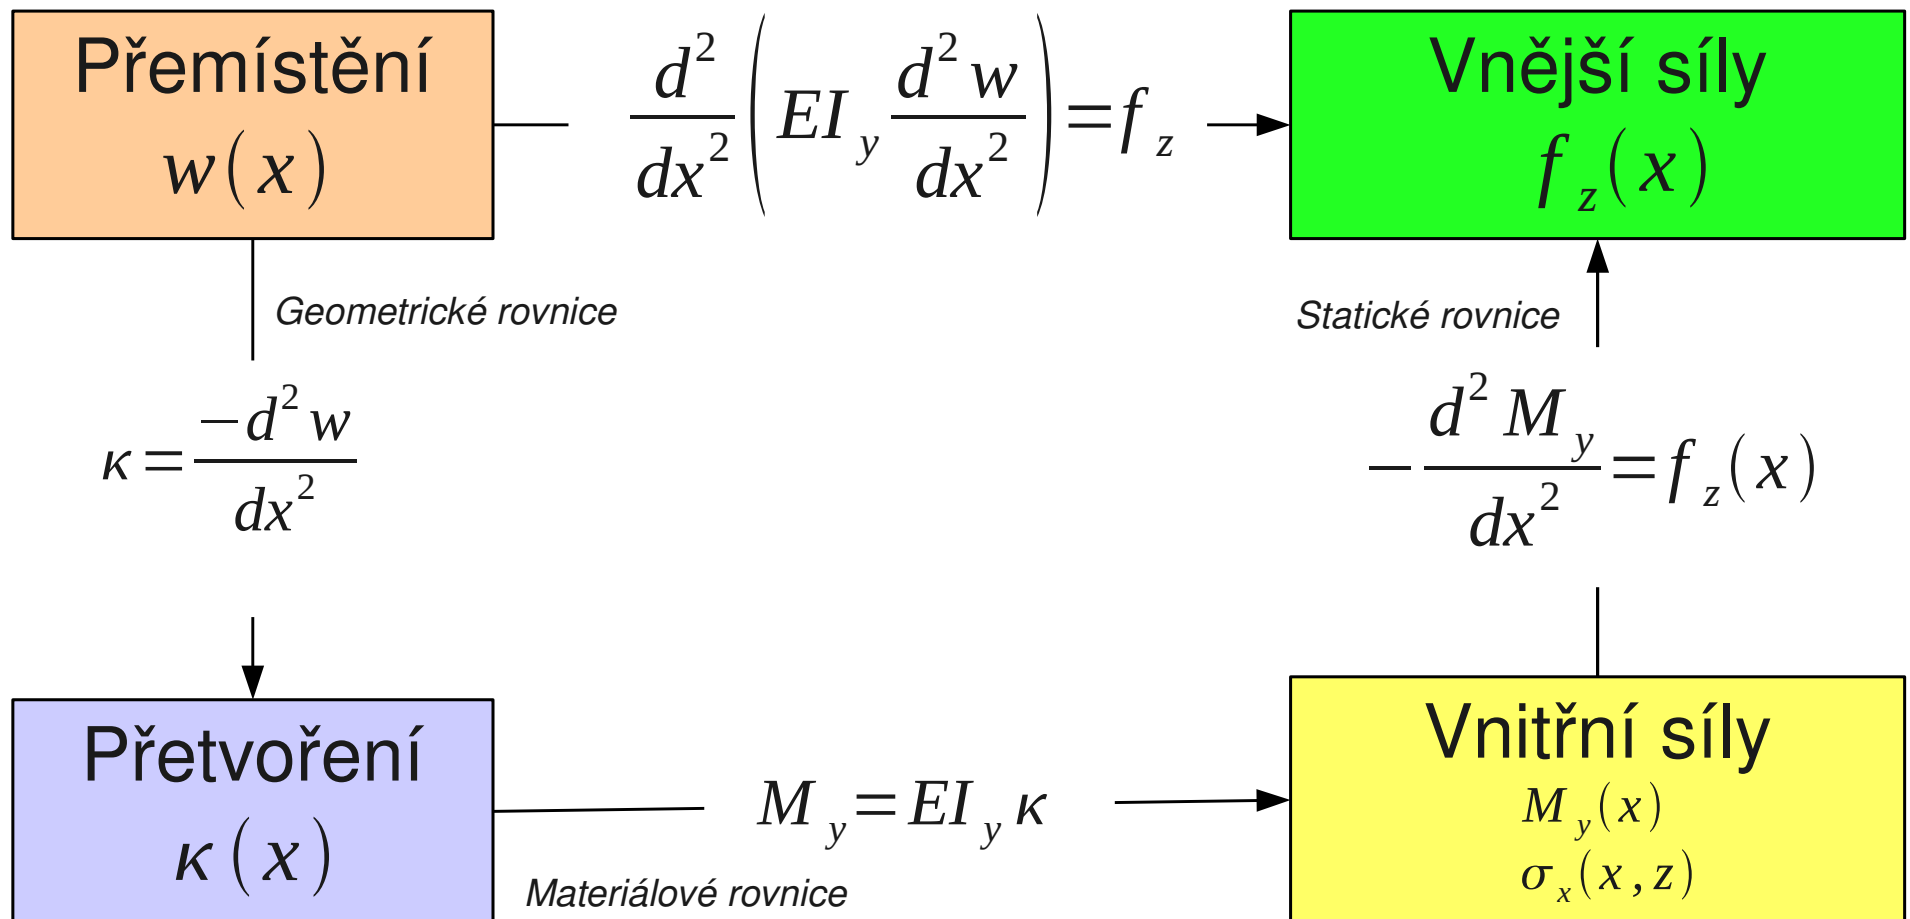 Přemístění
w(x)
d²/dx² (EI_y d²w/dx²) = f_z
Vnější síly
f_z(x)
Geometrické rovnice
Statické rovnice
κ = −d²w/dx²
−d²M_y/dx² = f_z(x)
Přetvoření
κ(x)
M_y = EI_y κ
Materiálové rovnice
Vnitřní síly
M_y(x)
σ_x(x,z)